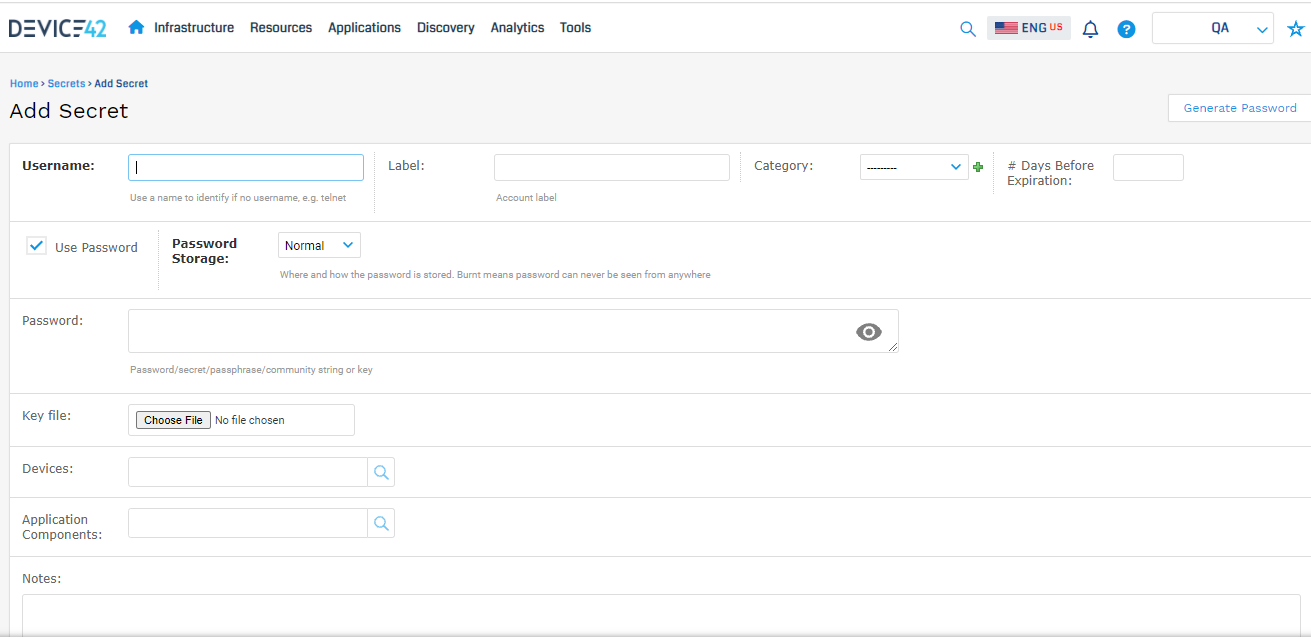 DEVICE42 Infrastructure Resources Applications Discovery Analytics Tools ENG US ? QA
Home › Secrets › Add Secret
Add Secret
Generate Password
Username: Label: Category: --------- # Days Before
Expiration:
Use a name to identify if no username, e.g. telnet Account label
Use Password Password
Storage: Normal
Where and how the password is stored. Burnt means password can never be seen from anywhere
Password:
Password/secret/passphrase/community string or key
Key file: Choose File No file chosen
Devices:
Application
Components:
Notes: